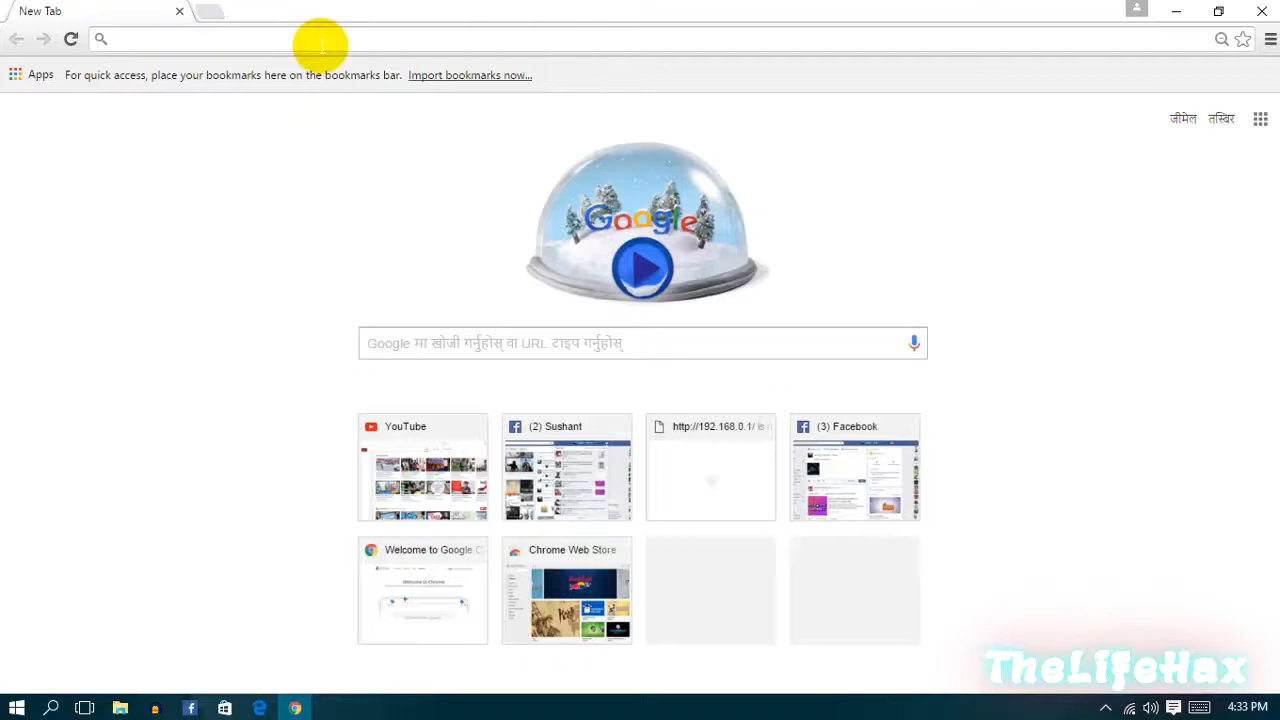 New Tab
Apps For quick access, place your bookmarks here on the bookmarks bar. Import bookmarks now...
जीमेल तस्बिर
Google
Google मा खोजी गर्नुहोस् वा URL टाइप गर्नुहोस्
YouTube
(2) Sushant
http://192.168.0.1/ is
(3) Facebook
Welcome to Google C
Chrome Web Store
TheLifeHax
4:33 PM